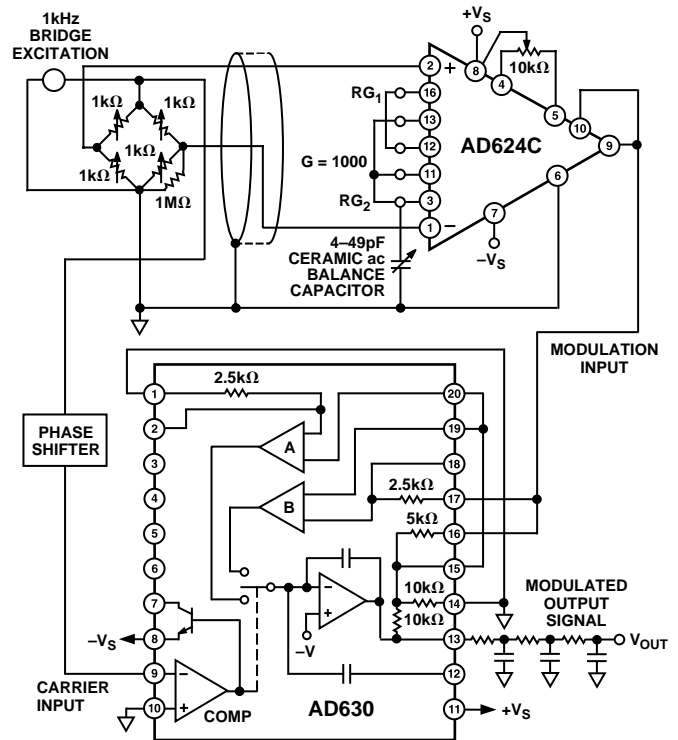 1kHz
BRIDGE
EXCITATION
+VS
10kΩ
2
+
8
4
5
10
9
1kΩ
1kΩ
RG1
16
13
12
AD624C
1kΩ
1kΩ
G = 1000
11
6
1MΩ
RG2
3
7
1
–
–VS
4–49pF
CERAMIC ac
BALANCE
CAPACITOR
MODULATION
INPUT
1
2.5kΩ
20
PHASE
SHIFTER
2
A
19
3
18
4
B
2.5kΩ
17
5
5kΩ
16
6
15
10kΩ
14
MODULATED
OUTPUT
SIGNAL
7
–
+
10kΩ
–VS
8
–V
13
VOUT
9
–
12
CARRIER
INPUT
10
+
COMP
AD630
11
+VS